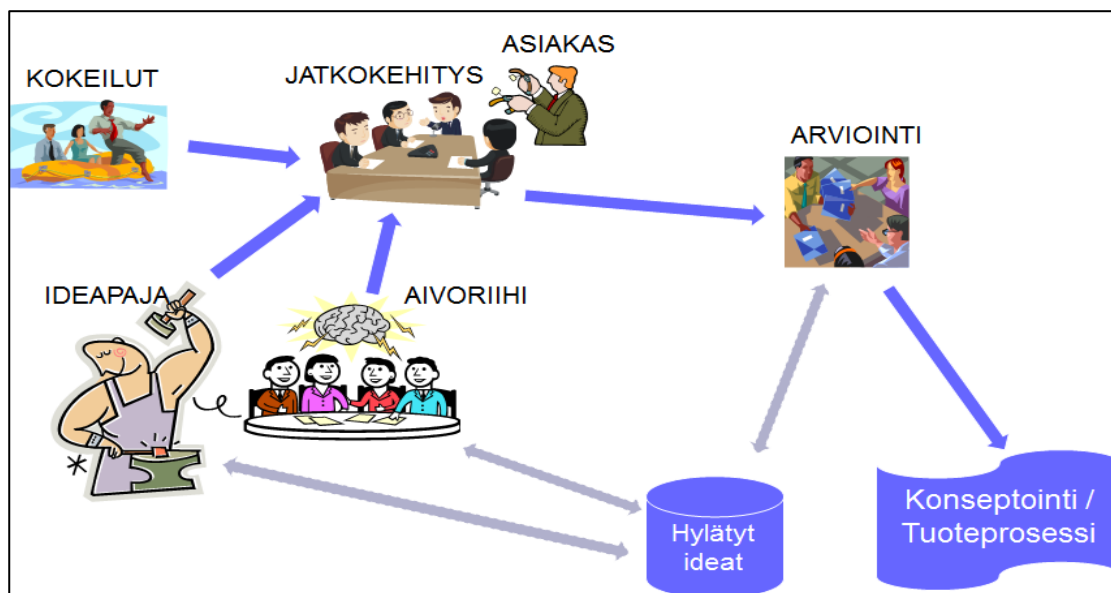 ASIAKAS
KOKEILUT
JATKOKEHITYS
ARVIOINTI
IDEAPAJA
AIVORIIHI
Hylätyt
ideat
Konseptointi /
Tuoteprosessi